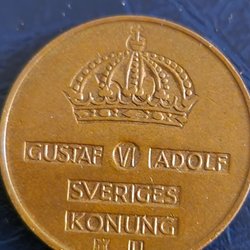 GUSTAF VI ADOLF
SVERIGES
KONUNG